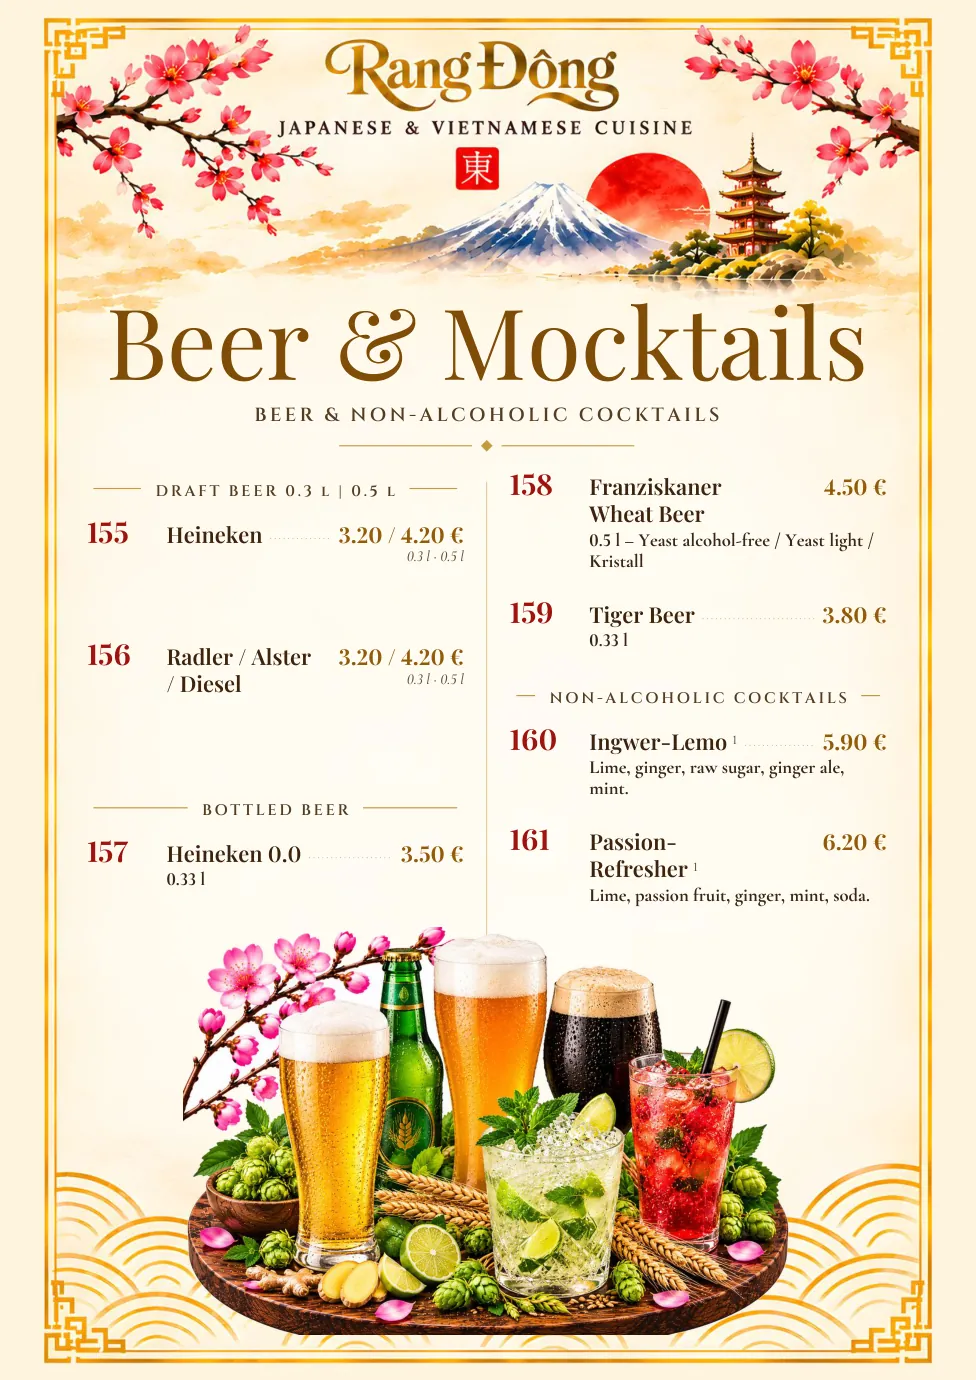 Rang Đông
JAPANESE & VIETNAMESE CUISINE
東
Beer & Mocktails
BEER & NON-ALCOHOLIC COCKTAILS
DRAFT BEER 0.3 L | 0.5 L
155 Heineken 3.20 / 4.20 €
0.3 l · 0.5 l
156 Radler / Alster 3.20 / 4.20 €
/ Diesel 0.3 l · 0.5 l
BOTTLED BEER
157 Heineken 0.0 3.50 €
0.33 l
158 Franziskaner 4.50 €
Wheat Beer
0.5 l – Yeast alcohol-free / Yeast light /
Kristall
159 Tiger Beer 3.80 €
0.33 l
NON-ALCOHOLIC COCKTAILS
160 Ingwer-Lemo 1 5.90 €
Lime, ginger, raw sugar, ginger ale,
mint.
161 Passion- 6.20 €
Refresher 1
Lime, passion fruit, ginger, mint, soda.